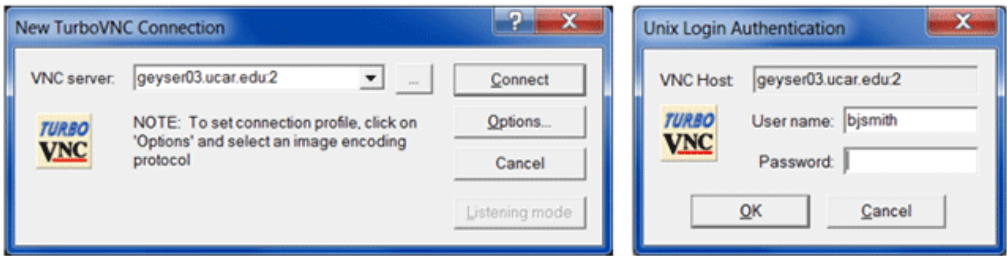 New TurboVNC Connection
VNC server: geyser03.ucar.edu:2 ...
Connect
TURBO
VNC
NOTE: To set connection profile, click on
'Options' and select an image encoding
protocol
Options...
Cancel
Listening mode
Unix Login Authentication
VNC Host: geyser03.ucar.edu:2
TURBO
VNC
User name: bjsmith
Password:
OK Cancel